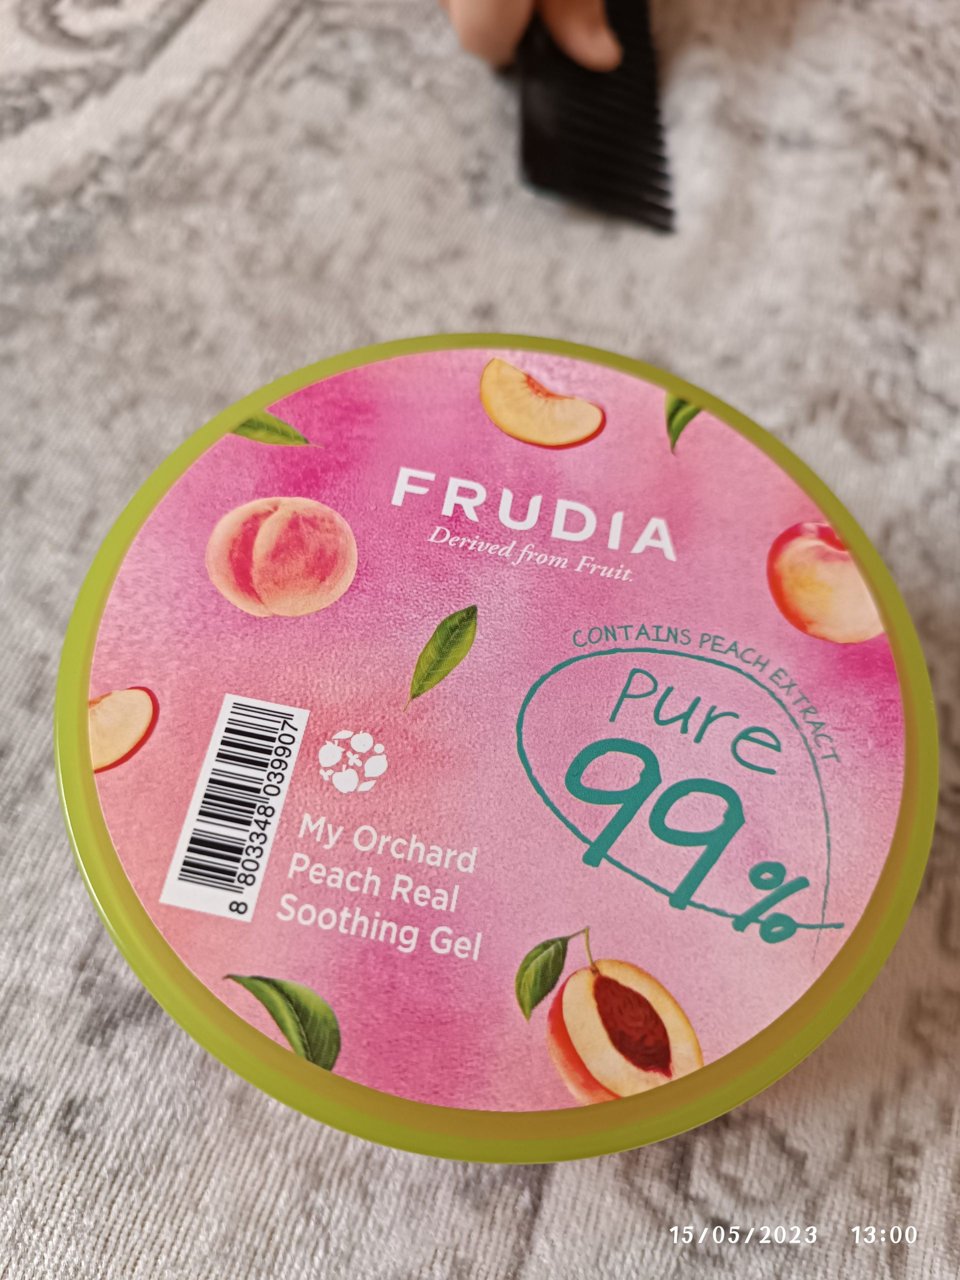 FRUDIA
Derived from Fruit.
CONTAINS PEACH EXTRACT
Pure
99%
8 803348 039907
My Orchard
Peach Real
Soothing Gel
15/05/2023 13:00